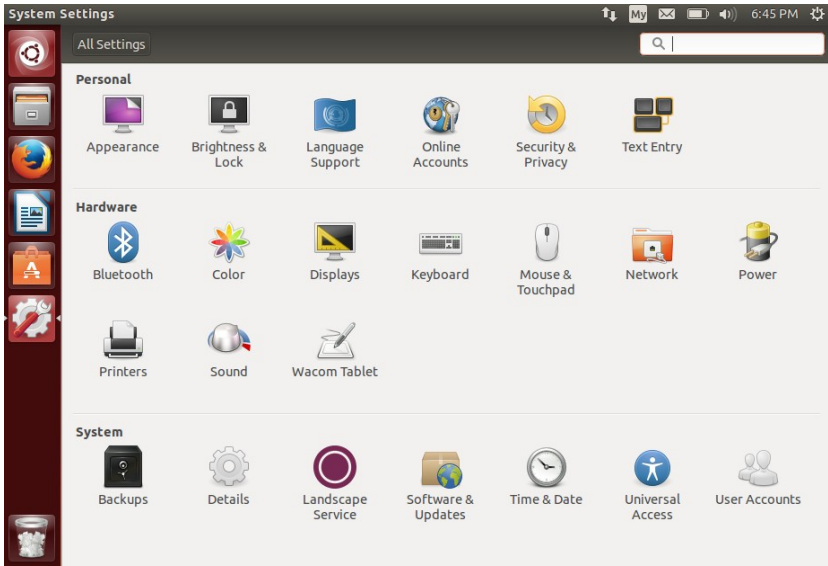 System Settings
My
6:45 PM
All Settings
Personal
Appearance
Brightness &
Lock
Language
Support
Online
Accounts
Security &
Privacy
Text Entry
Hardware
Bluetooth
Color
Displays
Keyboard
Mouse &
Touchpad
Network
Power
Printers
Sound
Wacom Tablet
System
Backups
Details
Landscape
Service
Software &
Updates
Time & Date
Universal
Access
User Accounts